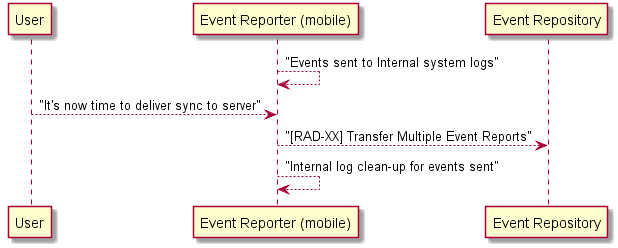 User
Event Reporter (mobile)
Event Repository
"Events sent to Internal system logs"
"It's now time to deliver sync to server"
"[RAD-XX] Transfer Multiple Event Reports"
"Internal log clean-up for events sent"
User
Event Reporter (mobile)
Event Repository